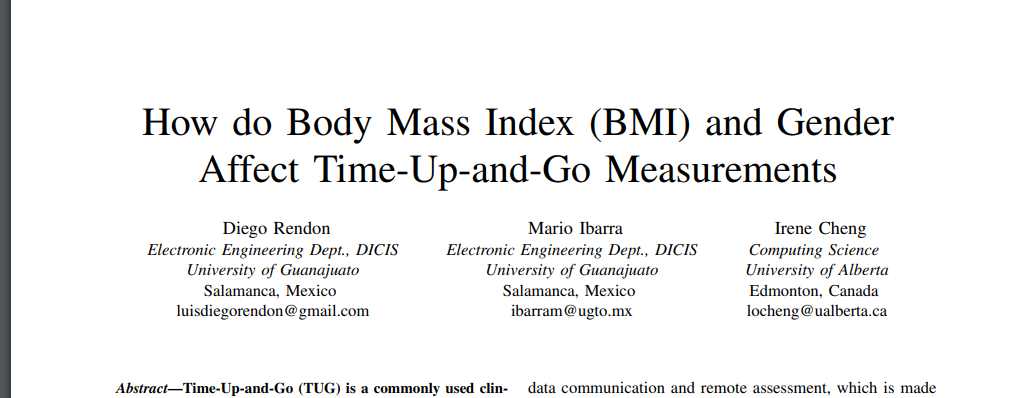 How do Body Mass Index (BMI) and Gender
Affect Time-Up-and-Go Measurements
Diego Rendon
Electronic Engineering Dept., DICIS
University of Guanajuato
Salamanca, Mexico
luisdiegorendon@gmail.com
Mario Ibarra
Electronic Engineering Dept., DICIS
University of Guanajuato
Salamanca, Mexico
ibarram@ugto.mx
Irene Cheng
Computing Science
University of Alberta
Edmonton, Canada
locheng@ualberta.ca
Abstract—Time-Up-and-Go (TUG) is a commonly used clin-
data communication and remote assessment, which is made